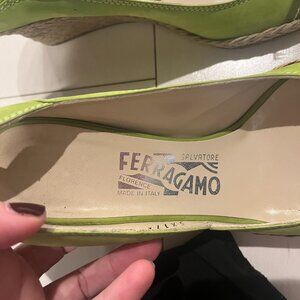 SALVATORE
FERRAGAMO
FLORENCE
MADE IN ITALY